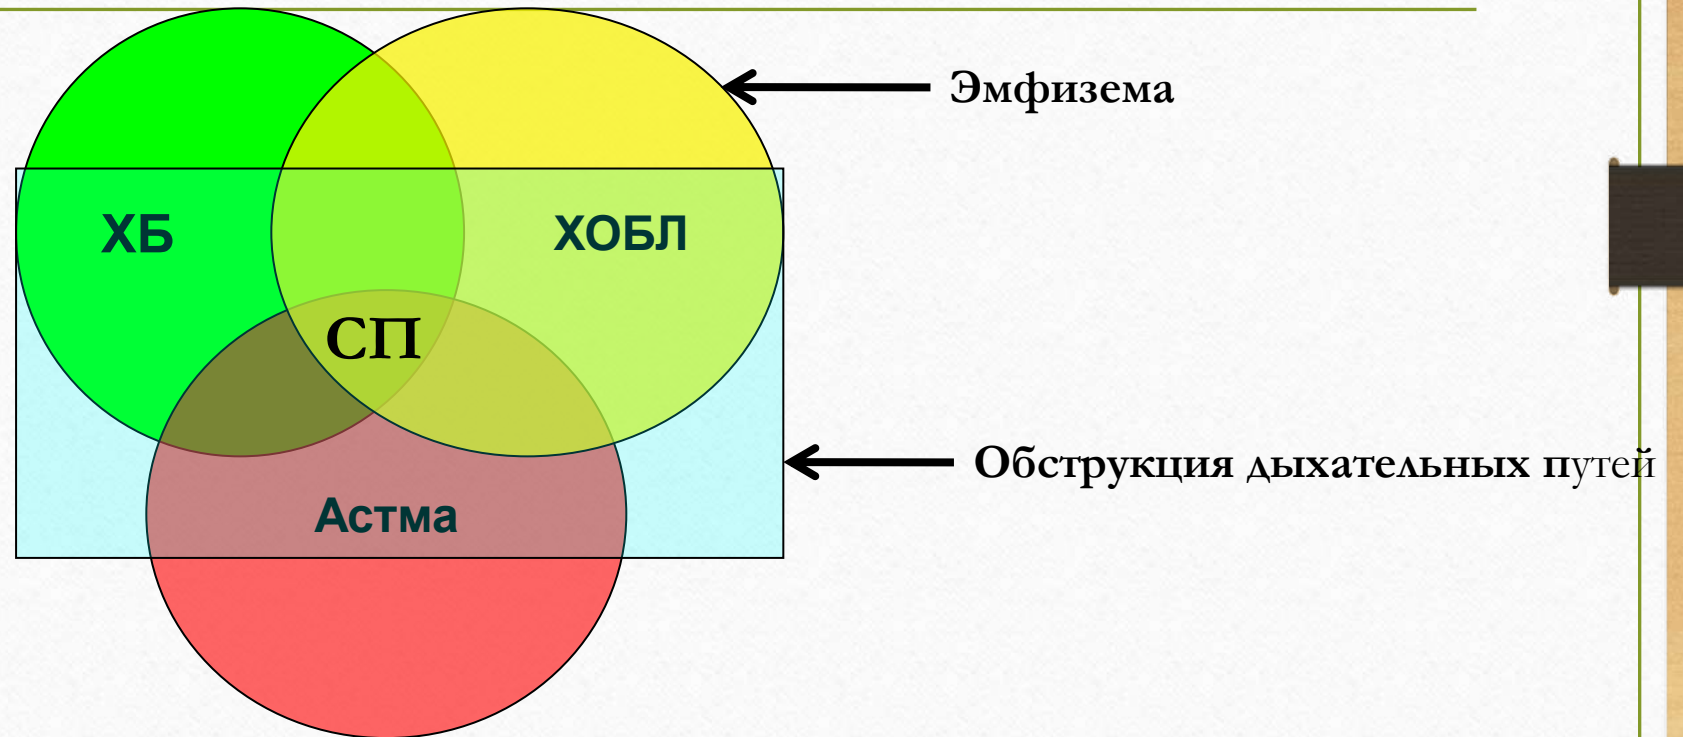 Эмфизема
ХБ
ХОБЛ
СП
Обструкция дыхательных путей
Астма